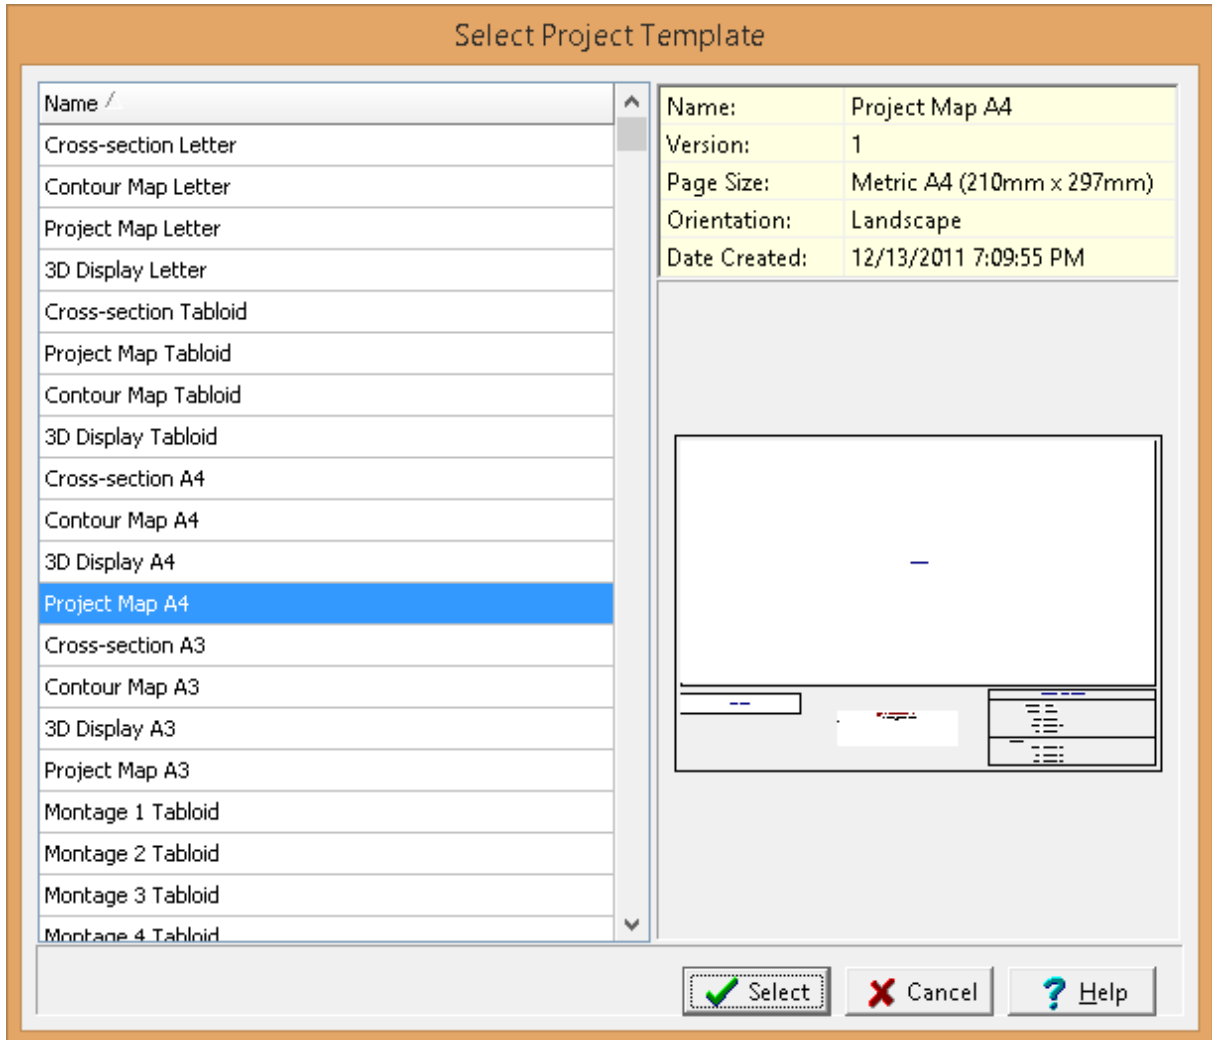 Select Project Template
Name
Cross-section Letter
Contour Map Letter
Project Map Letter
3D Display Letter
Cross-section Tabloid
Project Map Tabloid
Contour Map Tabloid
3D Display Tabloid
Cross-section A4
Contour Map A4
3D Display A4
Project Map A4
Cross-section A3
Contour Map A3
3D Display A3
Project Map A3
Montage 1 Tabloid
Montage 2 Tabloid
Montage 3 Tabloid
Montage 4 Tabloid
Name: Project Map A4
Version: 1
Page Size: Metric A4 (210mm x 297mm)
Orientation: Landscape
Date Created: 12/13/2011 7:09:55 PM
Select Cancel Help